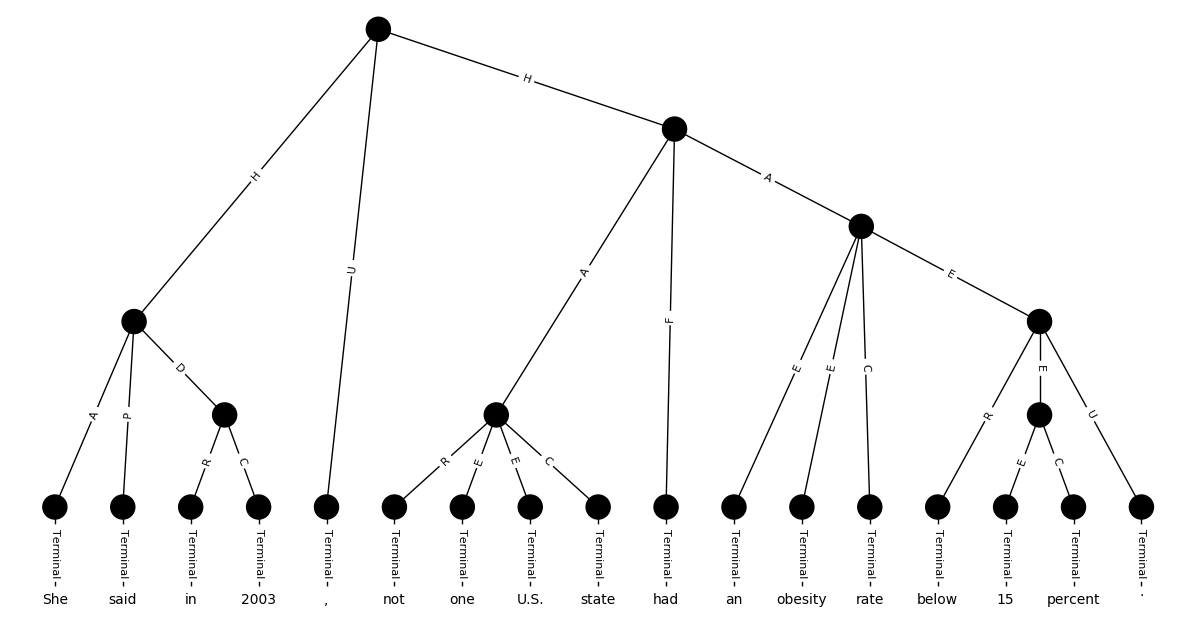 H
H
A
A
U
E
H
A
F
E
E
C
R
E
U
D
A
P
R
C
R
E
E
C
E
C
Terminal Terminal Terminal Terminal Terminal Terminal Terminal Terminal Terminal Terminal Terminal Terminal Terminal Terminal Terminal Terminal Terminal
She said in 2003 , not one U.S. state had an obesity rate below 15 percent .